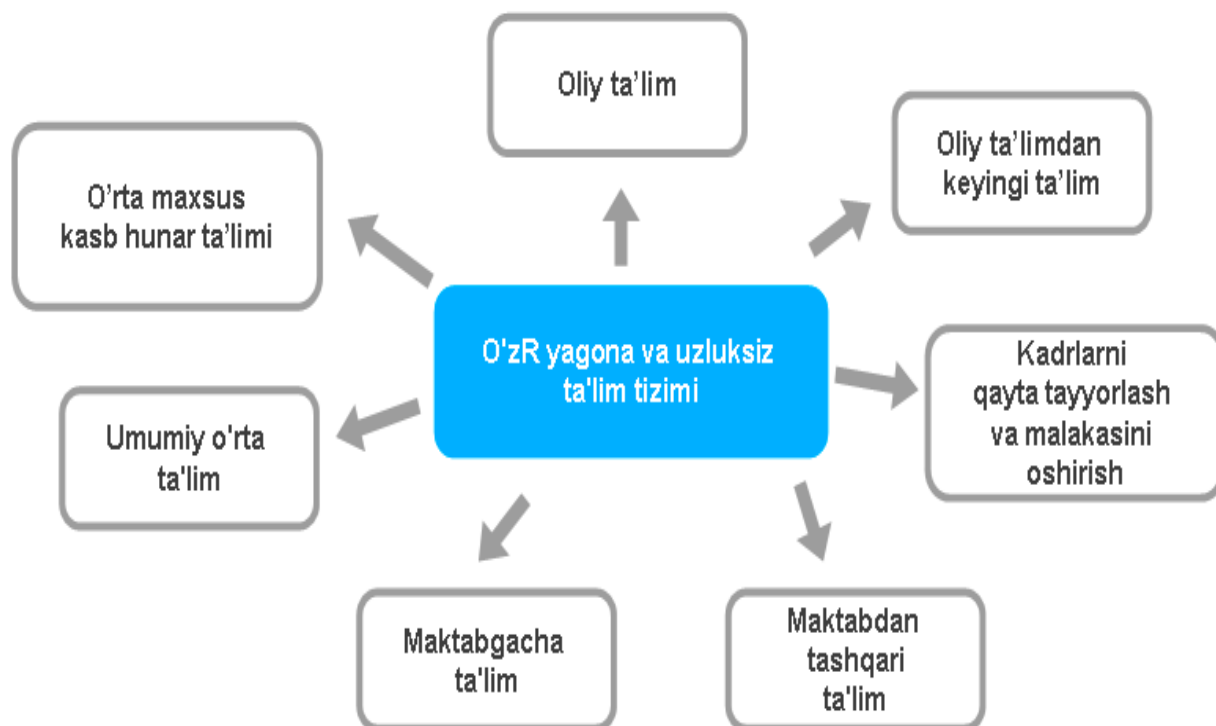 Oliy ta’lim
Oliy ta’limdan
keyingi ta’lim
O’rta maxsus
kasb hunar ta’limi
O'zR yagona va uzluksiz
ta'lim tizimi
Kadrlarni
qayta tayyorlash
va malakasini
oshirish
Umumiy o'rta
ta'lim
Maktabgacha
ta'lim
Maktabdan
tashqari
ta'lim